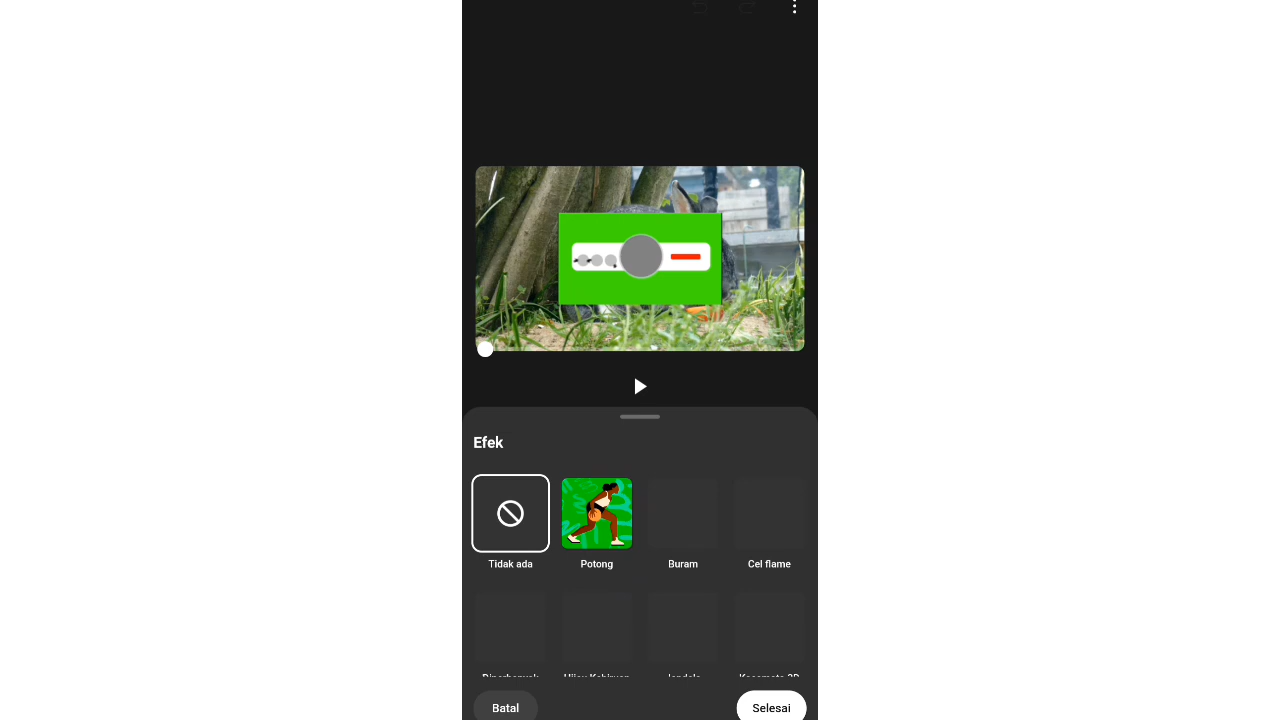 Efek
Tidak ada
Potong
Buram
Cel flame
Batal
Selesai